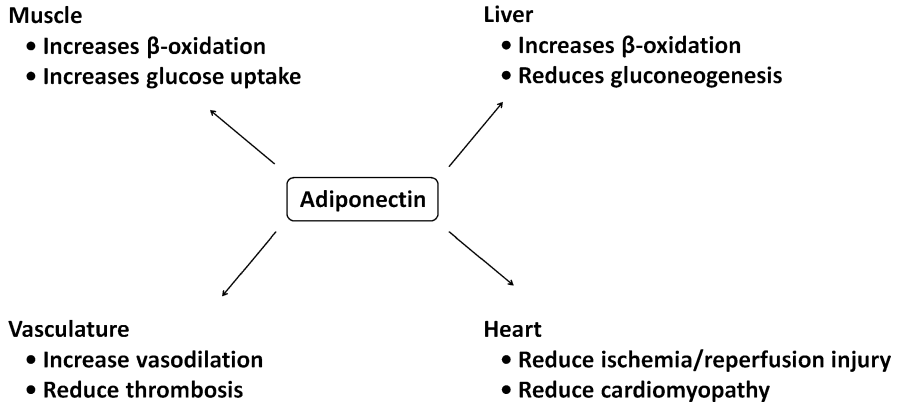 Muscle
• Increases β-oxidation
• Increases glucose uptake
Liver
• Increases β-oxidation
• Reduces gluconeogenesis
Adiponectin
Vasculature
• Increase vasodilation
• Reduce thrombosis
Heart
• Reduce ischemia/reperfusion injury
• Reduce cardiomyopathy